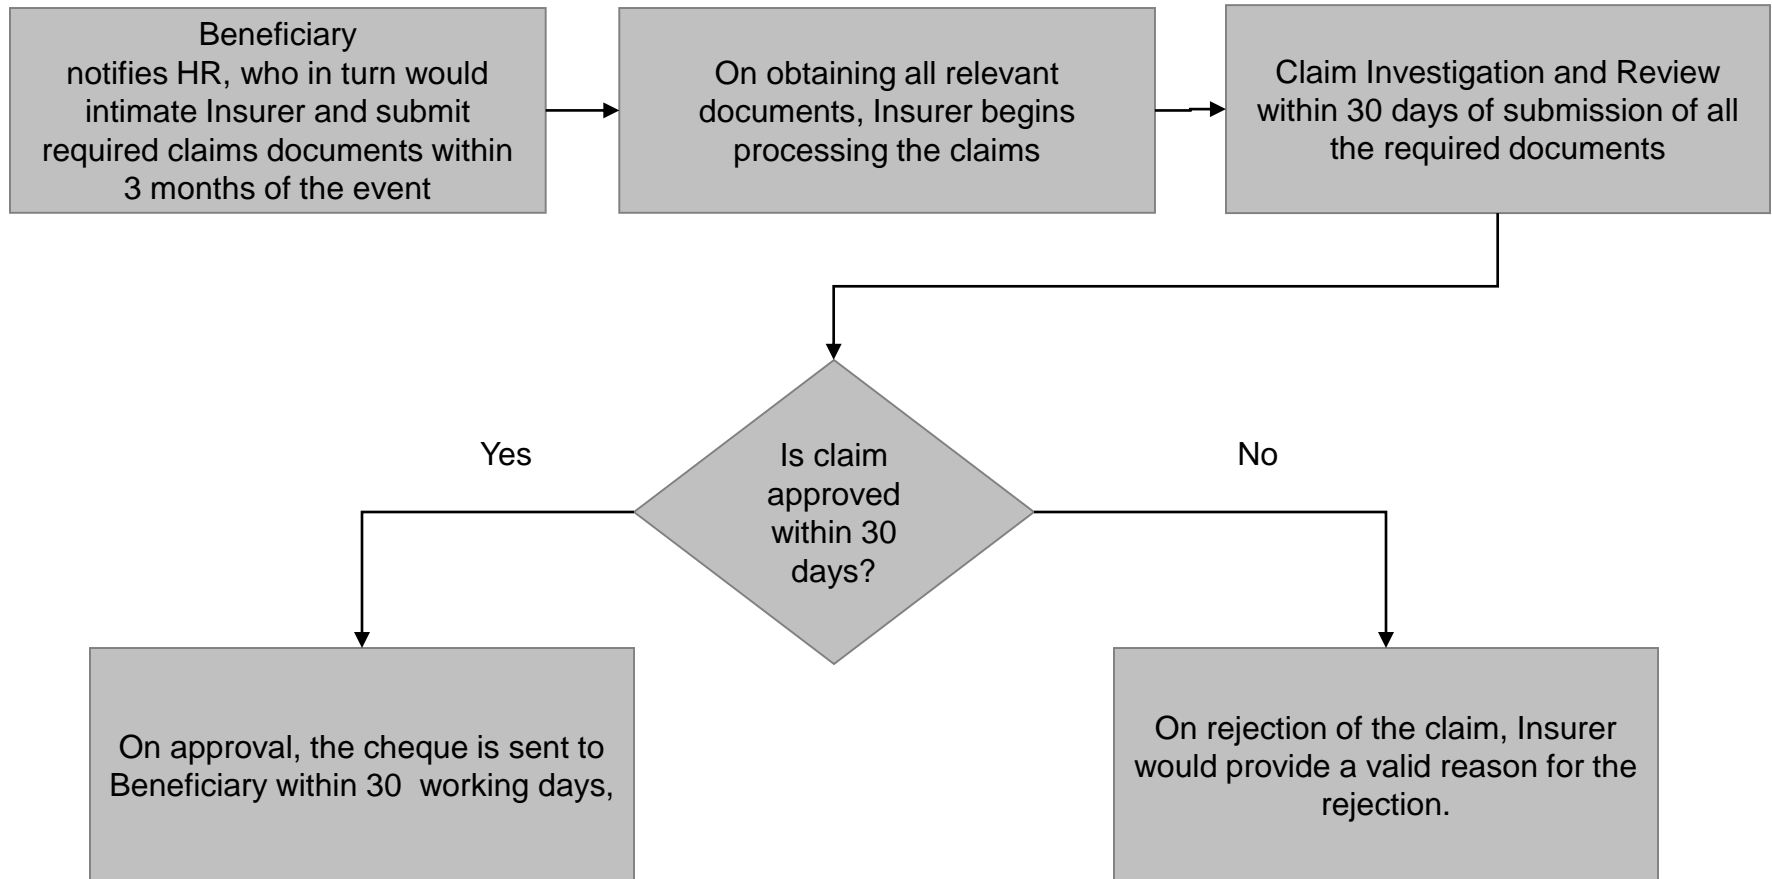 Beneficiary
notifies HR, who in turn would
intimate Insurer and submit
required claims documents within
3 months of the event
On obtaining all relevant
documents, Insurer begins
processing the claims
Claim Investigation and Review
within 30 days of submission of all
the required documents
Is claim
approved
within 30
days?
Yes
No
On approval, the cheque is sent to
Beneficiary within 30  working days,
On rejection of the claim, Insurer
would provide a valid reason for the
rejection.